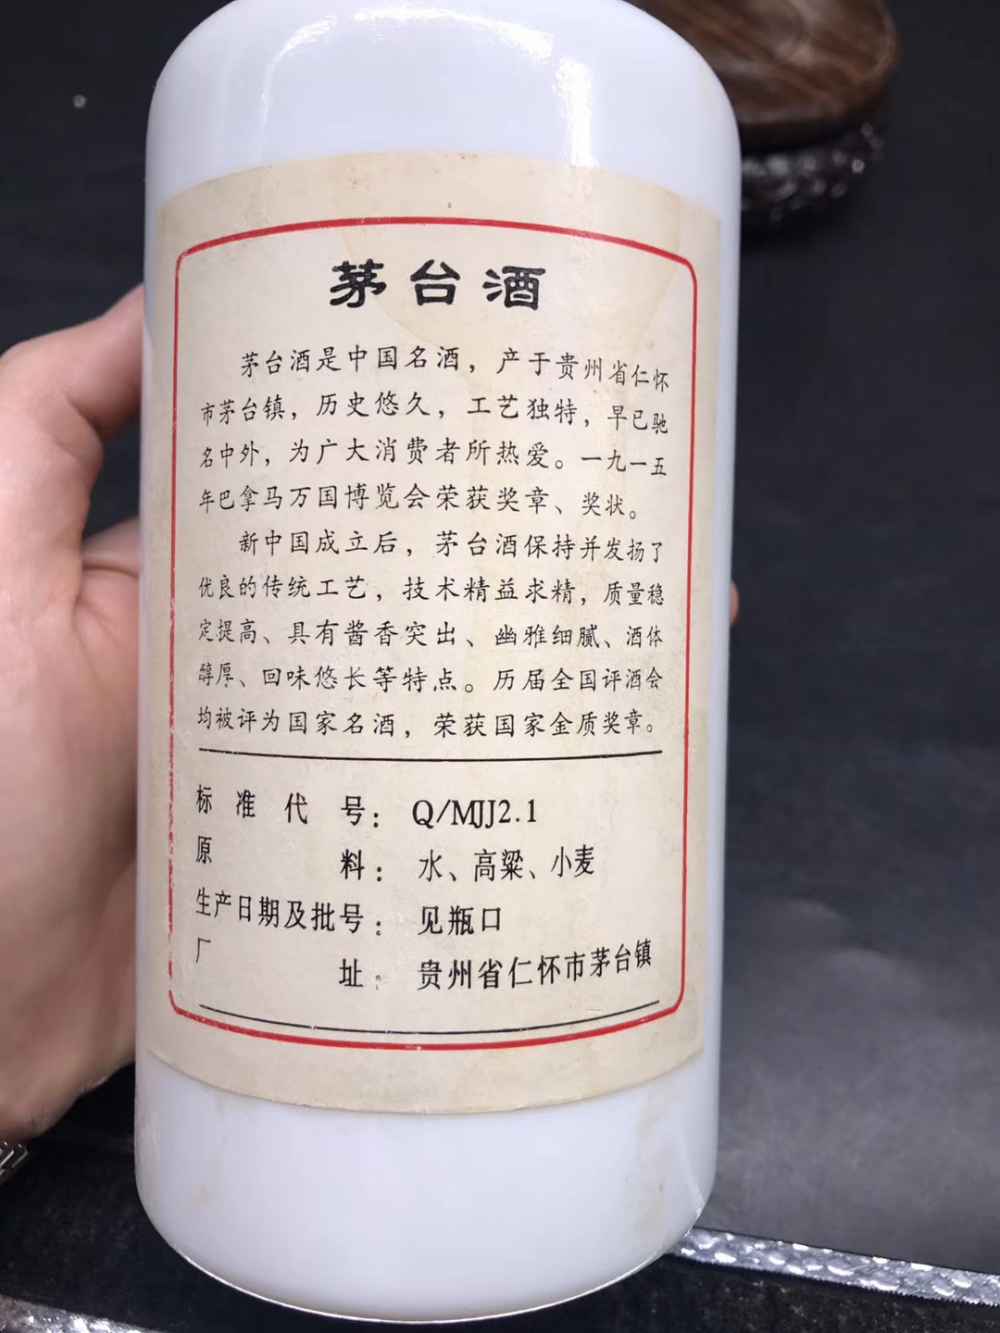 茅台酒
茅台酒是中国名酒，产于贵州省仁怀
市茅台镇，历史悠久，工艺独特，早已驰
名中外，为广大消费者所热爱。一九一五
年巴拿马万国博览会荣获奖章、奖状。
新中国成立后，茅台酒保持并发扬了
优良的传统工艺，技术精益求精，质量稳
定提高、具有酱香突出、幽雅细腻、酒体
醇厚、回味悠长等特点。历届全国评酒会
均被评为国家名酒，荣获国家金质奖章。
标准代号：Q/MJJ2.1
原料：水、高粱、小麦
生产日期及批号：见瓶口
厂址：贵州省仁怀市茅台镇